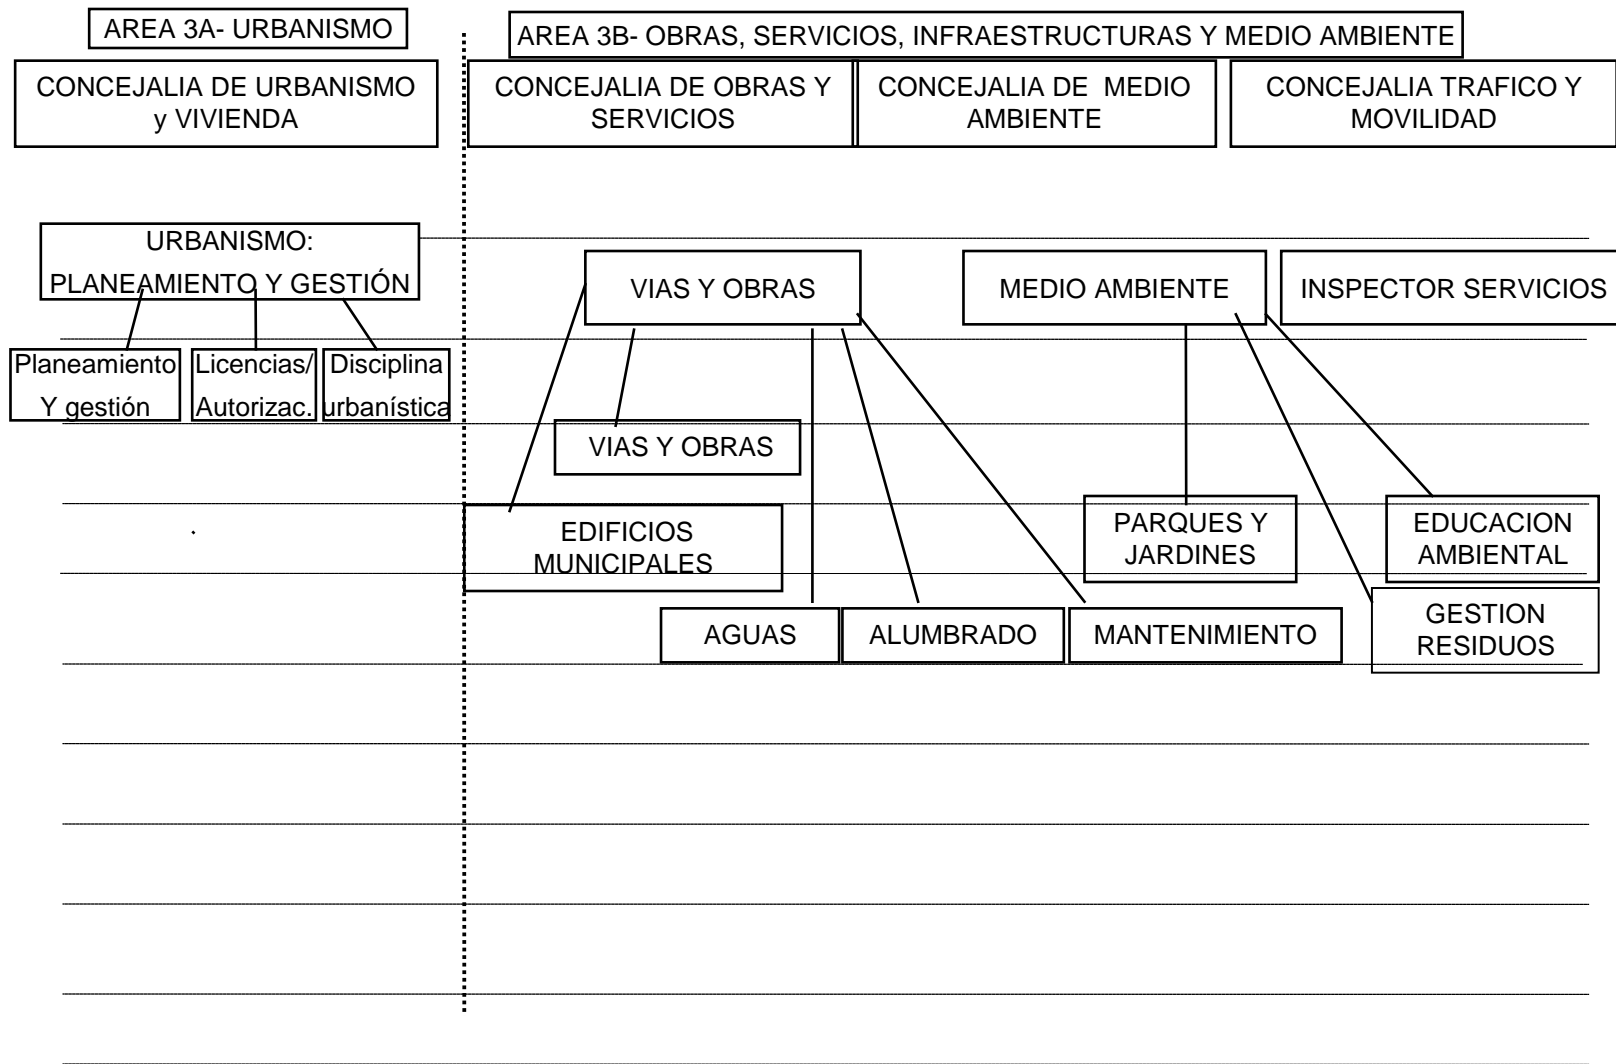 AREA 3A- URBANISMO
AREA 3B- OBRAS, SERVICIOS, INFRAESTRUCTURAS Y MEDIO AMBIENTE
CONCEJALIA DE URBANISMO
y VIVIENDA
CONCEJALIA DE OBRAS Y
SERVICIOS
CONCEJALIA DE MEDIO
AMBIENTE
CONCEJALIA TRAFICO Y
MOVILIDAD
URBANISMO:
PLANEAMIENTO Y GESTIÓN
VIAS Y OBRAS
MEDIO AMBIENTE
INSPECTOR SERVICIOS
Planeamiento
Y gestión
Licencias/
Autorizac.
Disciplina
urbanística
VIAS Y OBRAS
EDIFICIOS
MUNICIPALES
PARQUES Y
JARDINES
EDUCACION
AMBIENTAL
AGUAS
ALUMBRADO
MANTENIMIENTO
GESTION
RESIDUOS